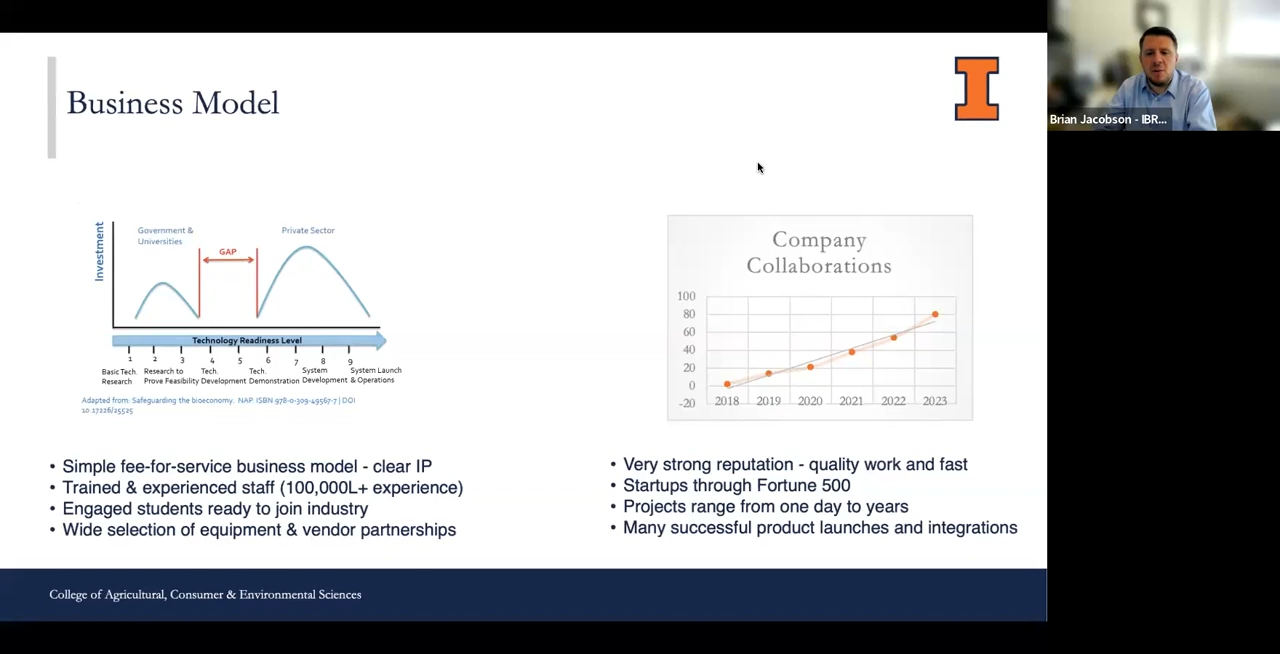 Business Model
I
Brian Jacobson - IBR...
Investment
Government &
Universities
GAP
Private Sector
Technology Readiness Level
1 2 3 4 5 6 7 8 9
Basic Tech.
Research
Research to
Prove Feasibility
Tech.
Development
Tech.
Demonstration
System
Development
System Launch
& Operations
Adapted from: Safeguarding the bioeconomy. NAP. ISBN 978-0-309-49567-7 | DOI
10.17226/25525
Company
Collaborations
100
80
60
40
20
0
-20
2018 2019 2020 2021 2022 2023
• Simple fee-for-service business model - clear IP
• Trained & experienced staff (100,000L+ experience)
• Engaged students ready to join industry
• Wide selection of equipment & vendor partnerships
• Very strong reputation - quality work and fast
• Startups through Fortune 500
• Projects range from one day to years
• Many successful product launches and integrations
College of Agricultural, Consumer & Environmental Sciences